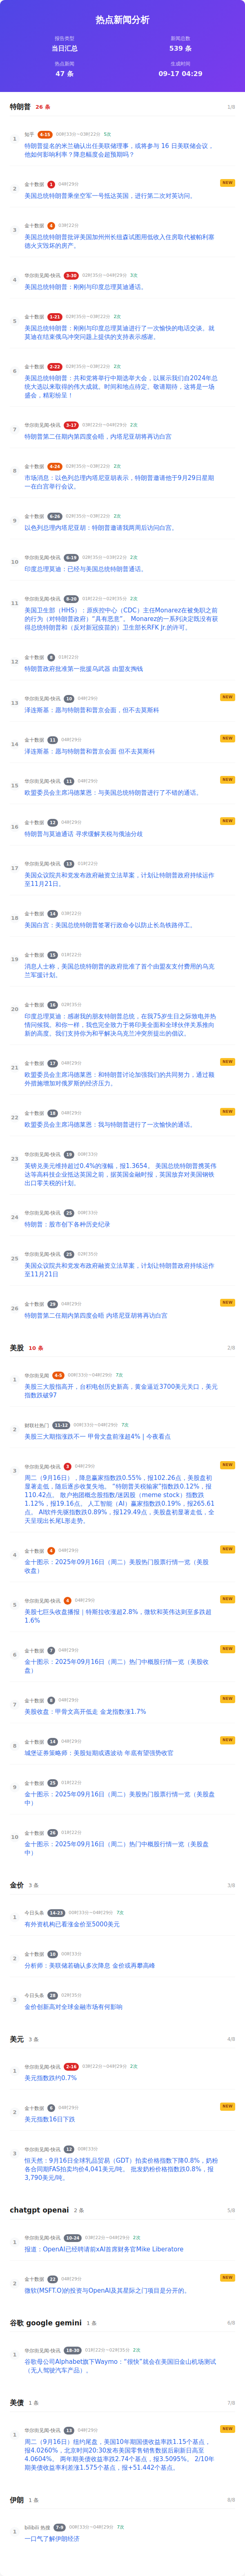 热点新闻分析
报告类型
新闻总数
当日汇总
539 条
热点新闻
生成时间
47 条
09-17 04:29
特朗普 26 条
1/8
1
知乎 4-15 00时33分~03时22分 5次
特朗普提名的米兰确认出任美联储理事，或将参与 16 日美联储会议，
他如何影响利率？降息幅度会超预期吗？
NEW
2
金十数据 1 04时29分
美国总统特朗普乘坐空军一号抵达英国，进行第二次对英访问。
3
金十数据 4 03时22分
美国总统特朗普批评美国加州州长纽森试图用低收入住房取代被帕利塞
德火灾毁坏的房产。
4
华尔街见闻·快讯 3-30 02时35分~04时29分 3次
美国总统特朗普：刚刚与印度总理莫迪通话。
5
金十数据 1-21 02时35分~03时22分 2次
美国总统特朗普：刚刚与印度总理莫迪进行了一次愉快的电话交谈。就
莫迪在结束俄乌冲突问题上提供的支持表示感谢。
6
金十数据 2-22 02时35分~03时22分 2次
美国总统特朗普：共和党将举行中期选举大会，以展示我们自2024年总
统大选以来取得的伟大成就。时间和地点待定。敬请期待，这将是一场
盛会，精彩纷呈！
7
华尔街见闻·快讯 3-17 03时22分~04时29分 2次
特朗普第二任期内第四度会晤，内塔尼亚胡将再访白宫
8
金十数据 4-24 02时35分~03时22分 2次
市场消息：以色列总理内塔尼亚胡表示，特朗普邀请他于9月29日星期
一在白宫举行会议。
9
金十数据 6-26 02时35分~03时22分 2次
以色列总理内塔尼亚胡：特朗普邀请我两周后访问白宫。
10
华尔街见闻·快讯 6-19 02时35分~03时22分 2次
印度总理莫迪：已经与美国总统特朗普通话。
11
华尔街见闻·快讯 8-20 01时22分~02时35分 2次
美国卫生部（HHS）：原疾控中心（CDC）主任Monarez在被免职之前
的行为（对特朗普政府）“具有恶意”。 Monarez的一系列决定既没有获
得总统特朗普和（反对新冠疫苗的）卫生部长RFK Jr.的许可。
12
金十数据 9 01时22分
特朗普政府批准第一批援乌武器 由盟友掏钱
NEW
13
华尔街见闻·快讯 10 04时29分
泽连斯基：愿与特朗普和普京会面，但不去莫斯科
NEW
14
金十数据 11 04时29分
泽连斯基：愿与特朗普和普京会面 但不去莫斯科
NEW
15
华尔街见闻·快讯 11 04时29分
欧盟委员会主席冯德莱恩：与美国总统特朗普进行了不错的通话。
NEW
16
金十数据 12 04时29分
特朗普与莫迪通话 寻求缓解关税与俄油分歧
17
华尔街见闻·快讯 13 01时22分
美国众议院共和党发布政府融资立法草案，计划让特朗普政府持续运作
至11月21日。
18
金十数据 14 03时22分
美国白宫：美国总统特朗普签署行政命令以防止长岛铁路停工。
19
金十数据 15 01时22分
消息人士称，美国总统特朗普的政府批准了首个由盟友支付费用的乌克
兰军援计划。
20
金十数据 16 02时35分
印度总理莫迪：感谢我的朋友特朗普总统，在我75岁生日之际致电并热
情问候我。和你一样，我也完全致力于将印美全面和全球伙伴关系推向
新的高度。我们支持你为和平解决乌克兰冲突所提出的倡议。
NEW
21
金十数据 17 04时29分
欧盟委员会主席冯德莱恩：和特朗普讨论加强我们的共同努力，通过额
外措施增加对俄罗斯的经济压力。
NEW
22
金十数据 18 04时29分
欧盟委员会主席冯德莱恩：我与特朗普进行了一次愉快的通话。
23
华尔街见闻·快讯 19 00时33分
英镑兑美元维持超过0.4%的涨幅，报1.3654。 美国总统特朗普携英伟
达等高科技企业抵达英国之前，据英国金融时报，英国放弃对美国钢铁
出口零关税的计划。
24
华尔街见闻·快讯 25 00时33分
特朗普：股市创下各种历史纪录
25
华尔街见闻·快讯 25 02时35分
美国众议院共和党发布政府融资立法草案，计划让特朗普政府持续运作
至11月21日
NEW
26
金十数据 29 04时29分
特朗普第二任期内第四度会晤 内塔尼亚胡将再访白宫
美股 10 条
2/8
1
华尔街见闻 4-5 00时33分~04时29分 7次
美股三大股指高开，台积电创历史新高，黄金逼近3700美元关口，美元
指数跌破97
2
财联社热门 11-12 00时33分~04时29分 7次
美股三大期指涨跌不一 甲骨文盘前涨超4% | 今夜看点
NEW
3
华尔街见闻·快讯 3 04时29分
周二（9月16日），降息赢家指数跌0.55%，报102.26点，美股盘初
显著走低，随后逐步收复失地。 “特朗普关税输家”指数跌0.12%，报
110.42点。 散户抱团概念股指数/迷因股（meme stock）指数跌
1.12%，报19.16点。 人工智能（AI）赢家指数跌0.19%，报265.61
点。 AI软件先驱指数跌0.89%，报129.49点，美股盘初显著走低，全
天呈现出长尾L形走势。
NEW
4
金十数据 4 04时29分
金十图示：2025年09月16日（周二）美股热门股票行情一览（美股
收盘）
NEW
5
华尔街见闻·快讯 4 04时29分
美股七巨头收盘播报｜特斯拉收涨超2.8%，微软和英伟达则至多跌超
1.6%
NEW
6
金十数据 7 04时29分
金十图示：2025年09月16日（周二）热门中概股行情一览（美股收
盘）
NEW
7
金十数据 8 04时29分
美股收盘：甲骨文高开低走 金龙指数涨1.7%
NEW
8
金十数据 14 04时29分
城堡证券策略师：美股短期或遇波动 年底有望强势收官
9
金十数据 25 01时22分
金十图示：2025年09月16日（周二）美股热门股票行情一览（美股盘
中）
10
金十数据 26 01时22分
金十图示：2025年09月16日（周二）热门中概股行情一览（美股盘
中）
金价 3 条
3/8
1
今日头条 14-23 00时33分~04时29分 7次
有外资机构已看涨金价至5000美元
2
金十数据 10 00时33分
分析师：美联储若确认多次降息 金价或再攀高峰
3
今日头条 26 02时35分
金价创新高对全球金融市场有何影响
美元 3 条
4/8
1
华尔街见闻·快讯 2-16 03时22分~04时29分 2次
美元指数跌约0.7%
NEW
2
金十数据 6 04时29分
美元指数16日下跌
3
华尔街见闻·快讯 12 00时33分
恒天然：9月16日全球乳品贸易（GDT）拍卖价格指数下降0.8%，奶粉
各合同期FAS拍卖均价4,041美元/吨。 批发奶粉价格指数跌0.8%，报
3,790美元/吨。
chatgpt openai 2 条
5/8
1
华尔街见闻·快讯 10-24 03时22分~04时29分 2次
报道：OpenAI已经聘请前xAI首席财务官Mike Liberatore
NEW
2
金十数据 22 04时29分
微软(MSFT.O)的投资与OpenAI及其星际之门项目是分开的。
谷歌 google gemini 1 条
6/8
1
华尔街见闻·快讯 18-30 01时22分~02时35分 2次
谷歌母公司Alphabet旗下Waymo：“很快”就会在美国旧金山机场测试
（无人驾驶汽车产品）。
美债 1 条
7/8
NEW
1
华尔街见闻·快讯 15 04时29分
周二（9月16日）纽约尾盘，美国10年期国债收益率跌1.15个基点，
报4.0260%，北京时间20:30发布美国零售销售数据后刷新日高至
4.0604%。 两年期美债收益率跌2.74个基点，报3.5095%。 2/10年
期美债收益率利差涨1.575个基点，报+51.442个基点。
伊朗 1 条
8/8
1
bilibili 热搜 7-9 00时33分~04时29分 7次
一口气了解伊朗经济